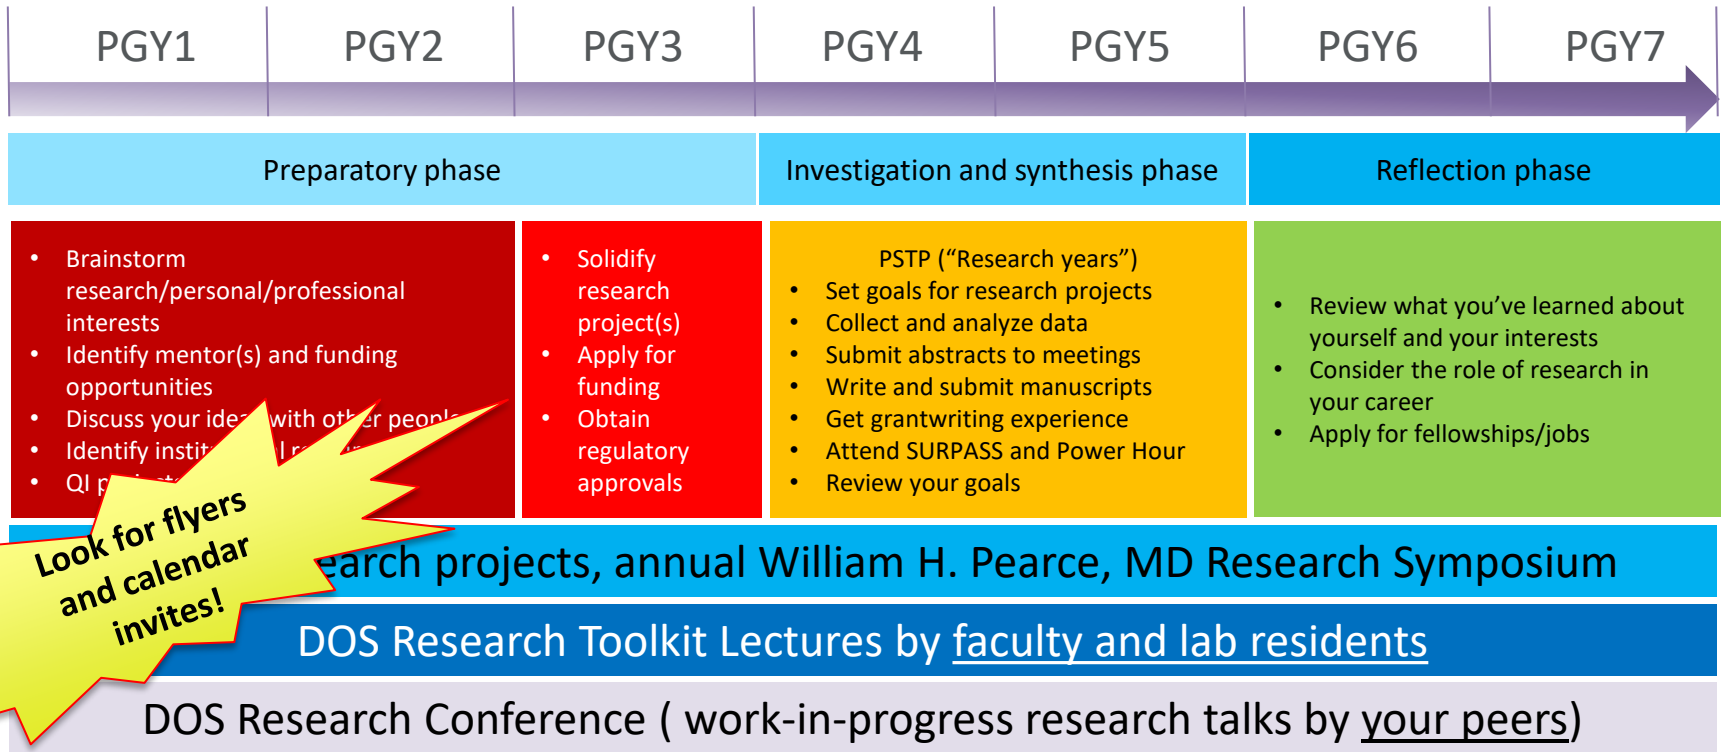 PGY1 PGY2 PGY3 PGY4 PGY5 PGY6 PGY7
Preparatory phase
Investigation and synthesis phase
Reflection phase
• Brainstorm
research/personal/professional
interests
• Identify mentor(s) and funding
opportunities
• Discuss your with other
• Identify
• QI
• Solidify
research
project(s)
• Apply for
funding
• Obtain
regulatory
approvals
PSTP (“Research years”)
• Set goals for research projects
• Collect and analyze data
• Submit abstracts to meetings
• Write and submit manuscripts
• Get grantwriting experience
• Attend SURPASS and Power Hour
• Review your goals
• Review what you’ve learned about
yourself and your interests
• Consider the role of research in
your career
• Apply for fellowships/jobs
Look for flyers
and calendar
invites!
projects, annual William H. Pearce, MD Research Symposium
DOS Research Toolkit Lectures by faculty and lab residents
DOS Research Conference ( work-in-progress research talks by your peers)